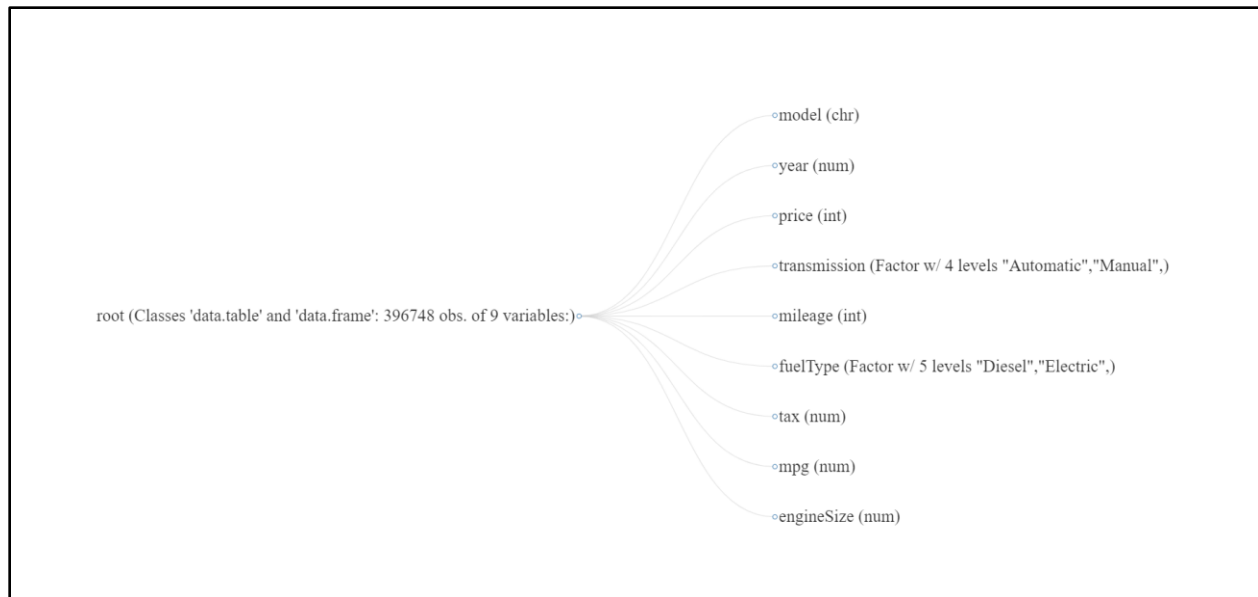 model (chr)
year (num)
price (int)
transmission (Factor w/ 4 levels "Automatic","Manual",)
root (Classes 'data.table' and 'data.frame': 396748 obs. of 9 variables:)
mileage (int)
fuelType (Factor w/ 5 levels "Diesel","Electric",)
tax (num)
mpg (num)
engineSize (num)